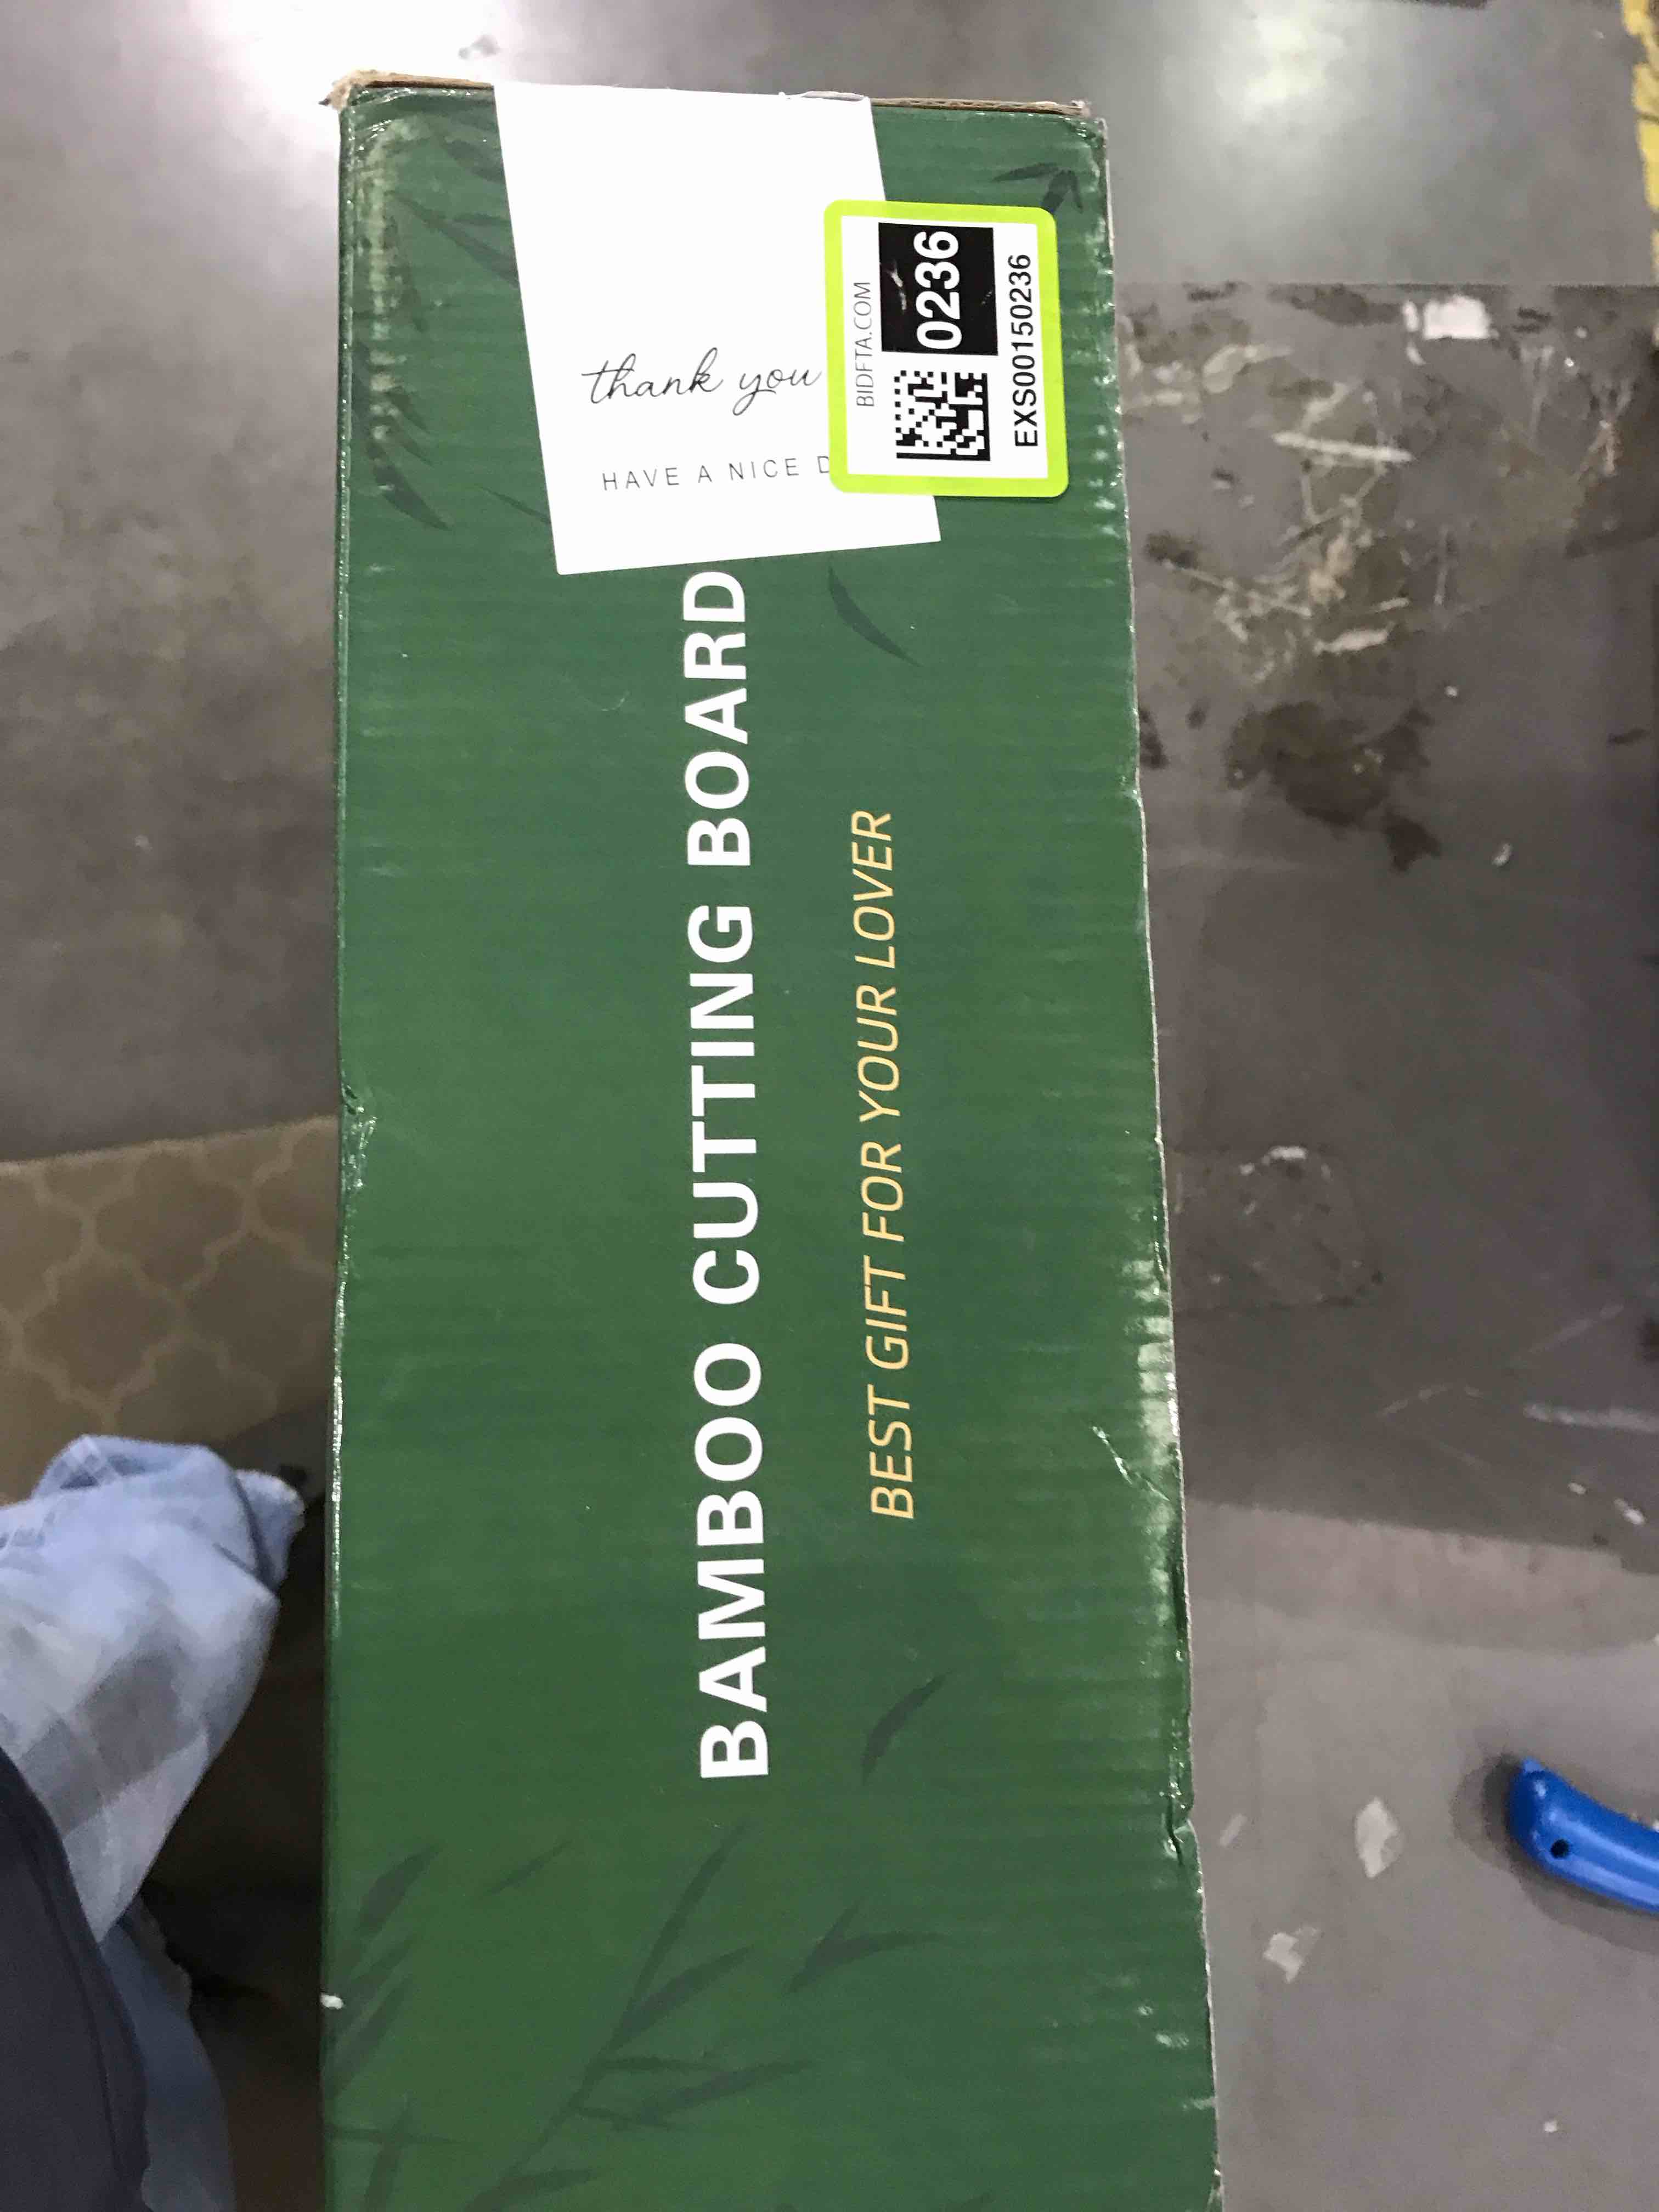 thank you
HAVE A NICE D
BIDFTA.COM
0236
EXS00150236
BAMBOO CUTTING BOARD
BEST GIFT FOR YOUR LOVER